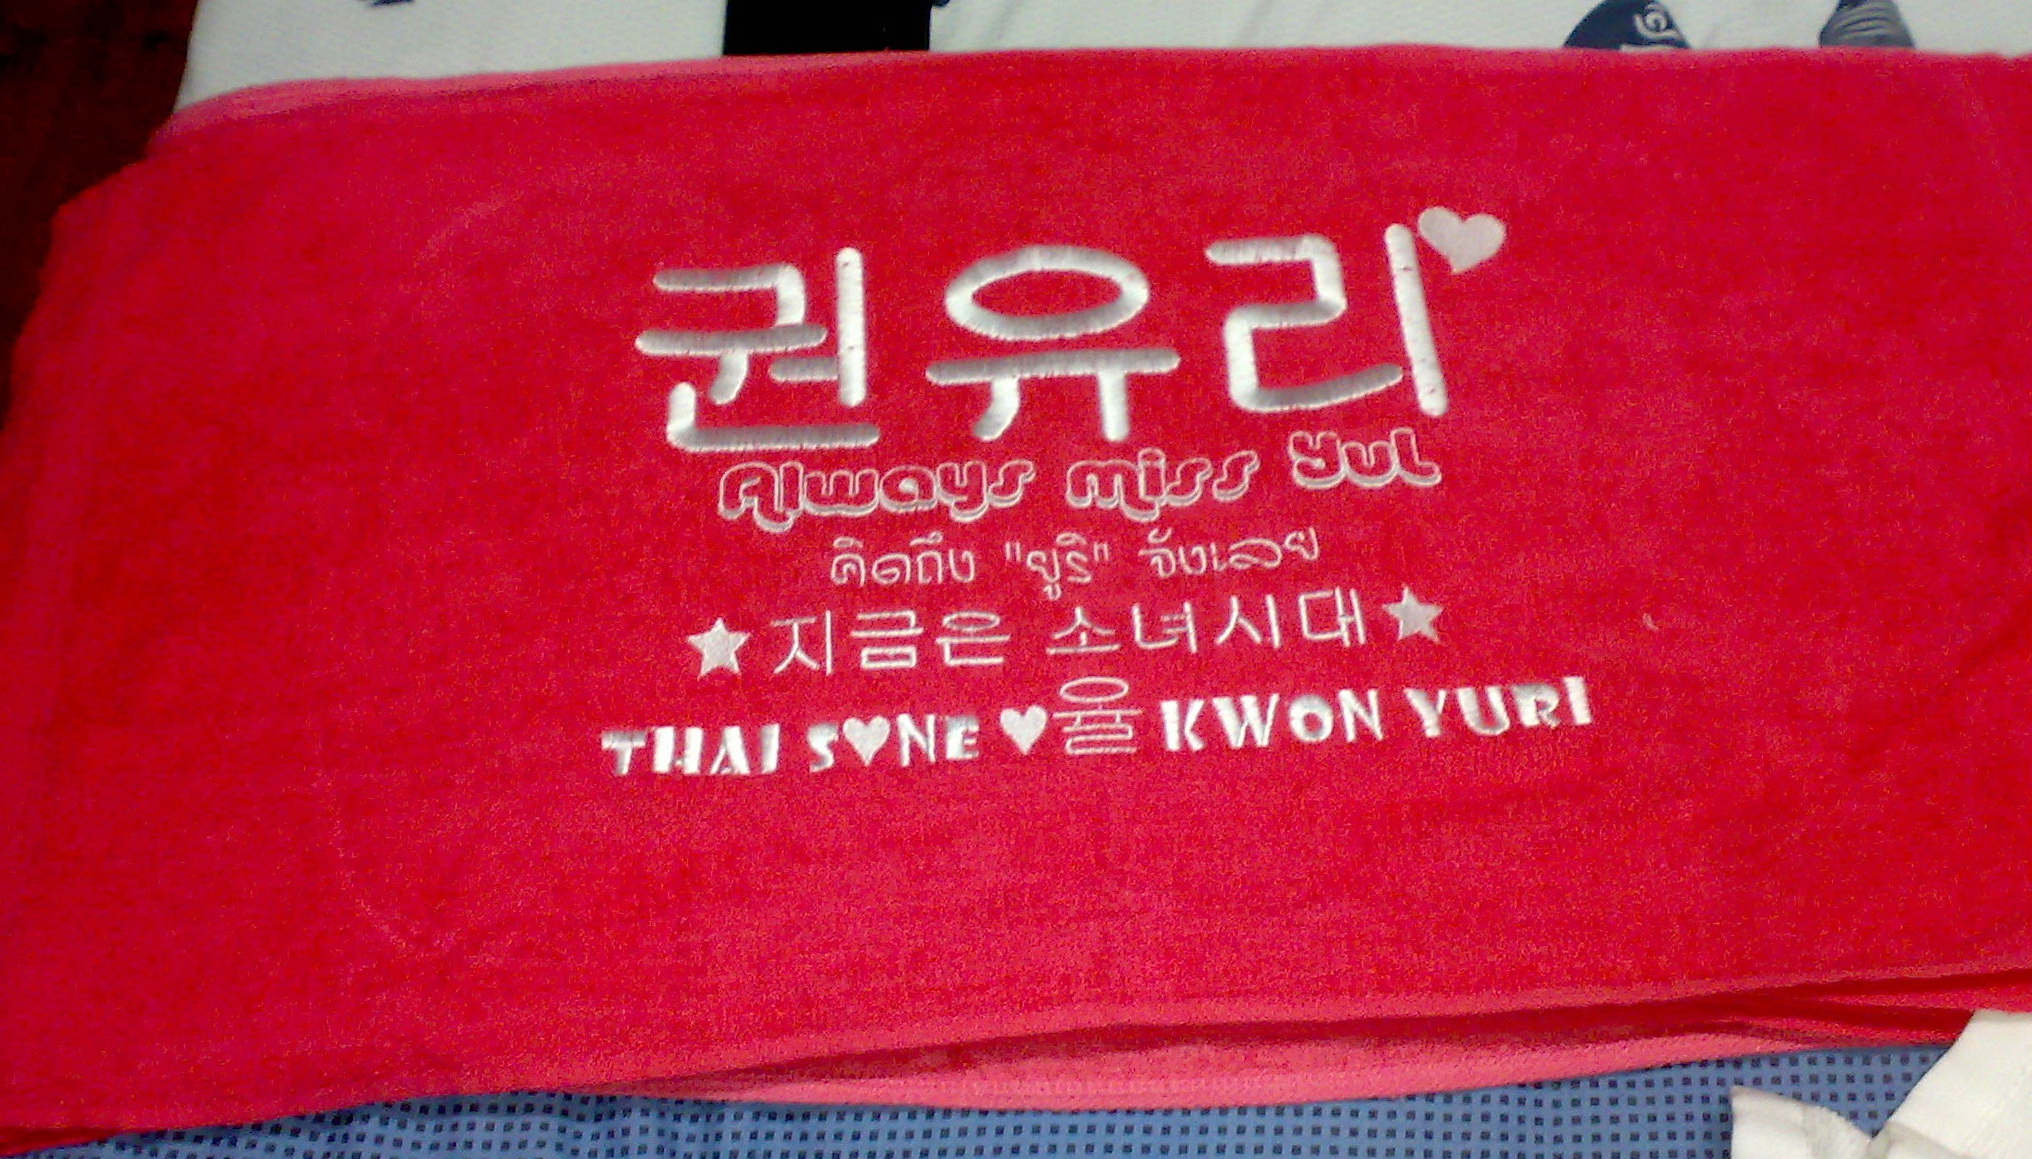 권유리♥
Always miss Yul
คิดถึง "ยูริ" จังเลย
★지금은 소녀시대★
THAI S♥NE ♥율 KWON YURI